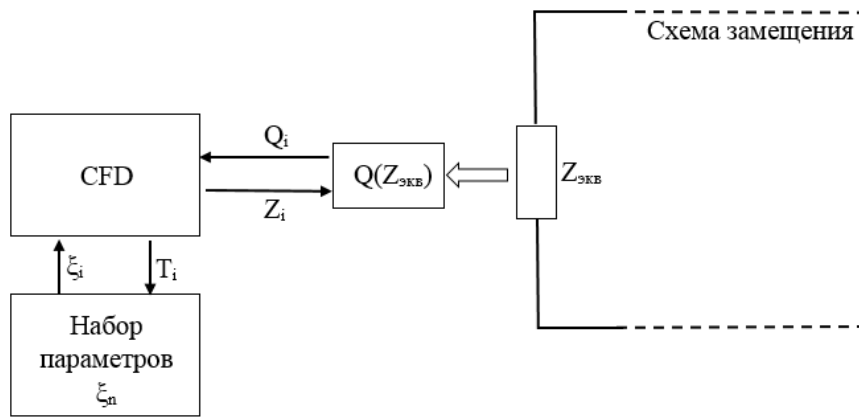 Схема замещения
CFD
Qᵢ
Zᵢ
Q(Zэкв)
Zэкв
ξᵢ
Tᵢ
Набор
параметров
ξₙ